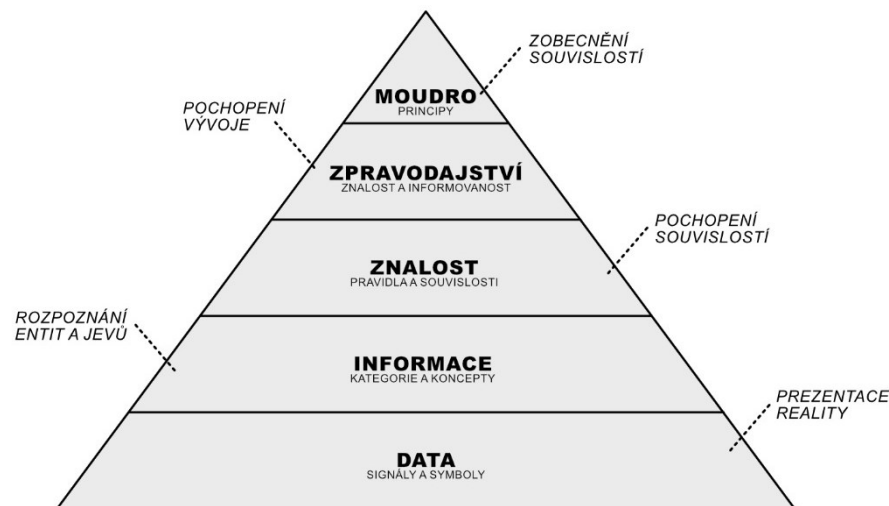 ZOBECNĚNÍ
SOUVISLOSTÍ
MOUDRO
PRINCIPY
POCHOPENÍ
VÝVOJE
ZPRAVODAJSTVÍ
ZNALOST A INFORMOVANOST
POCHOPENÍ
SOUVISLOSTÍ
ZNALOST
PRAVIDLA A SOUVISLOSTI
ROZPOZNÁNÍ
ENTIT A JEVŮ
INFORMACE
KATEGORIE A KONCEPTY
PREZENTACE
REALITY
DATA
SIGNÁLY A SYMBOLY